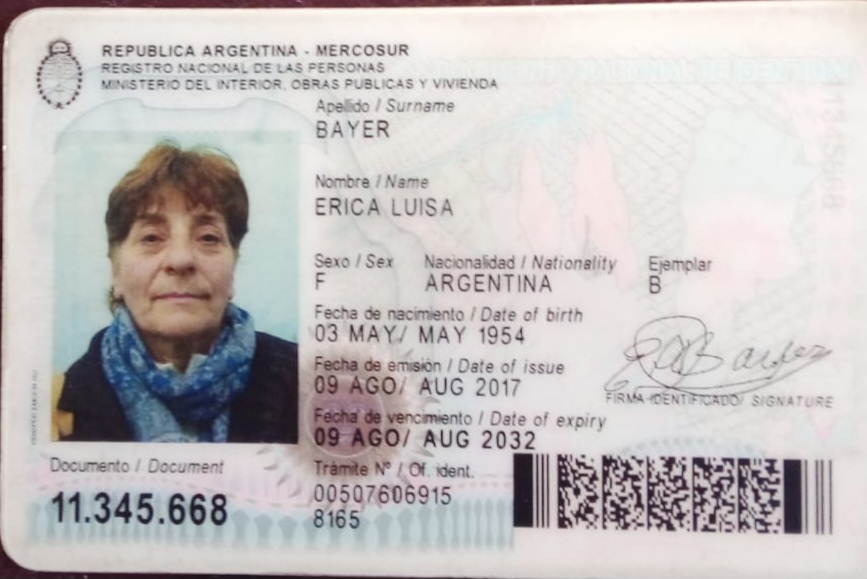 REPUBLICA ARGENTINA - MERCOSUR
REGISTRO NACIONAL DE LAS PERSONAS
MINISTERIO DEL INTERIOR, OBRAS PUBLICAS Y VIVIENDA
Apellido / Surname
BAYER
Nombre / Name
ERICA LUISA
Sexo / Sex Nacionalidad / Nationality Ejemplar
F ARGENTINA B
Fecha de nacimiento / Date of birth
03 MAY/ MAY 1954
Fecha de emisión / Date of issue
09 AGO/ AUG 2017
FIRMA IDENTIFICADO/ SIGNATURE
Fecha de vencimiento / Date of expiry
09 AGO/ AUG 2032
Documento / Document
11.345.668
Trámite Nº / Of. ident.
00507606915
8165